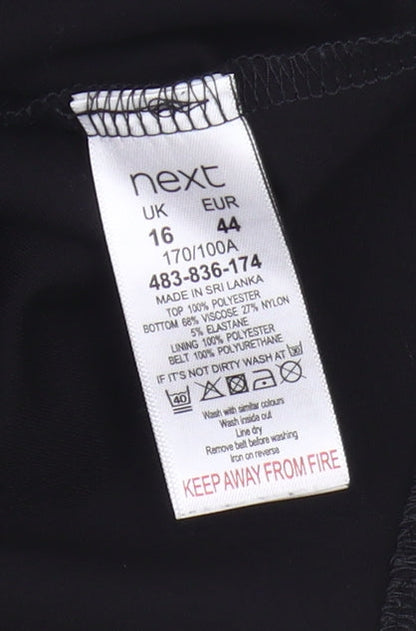 next
UK EUR
16 44
170/100A
483-836-174
MADE IN SRI LANKA
TOP 100% POLYESTER
BOTTOM 68% VISCOSE 27% NYLON
5% ELASTANE
LINING 100% POLYESTER
BELT 100% POLYURETHANE
IF IT'S NOT DIRTY WASH AT
40
Wash with similar colours
Wash inside out
Line dry
Remove belt before washing
Iron on reverse
KEEP AWAY FROM FIRE